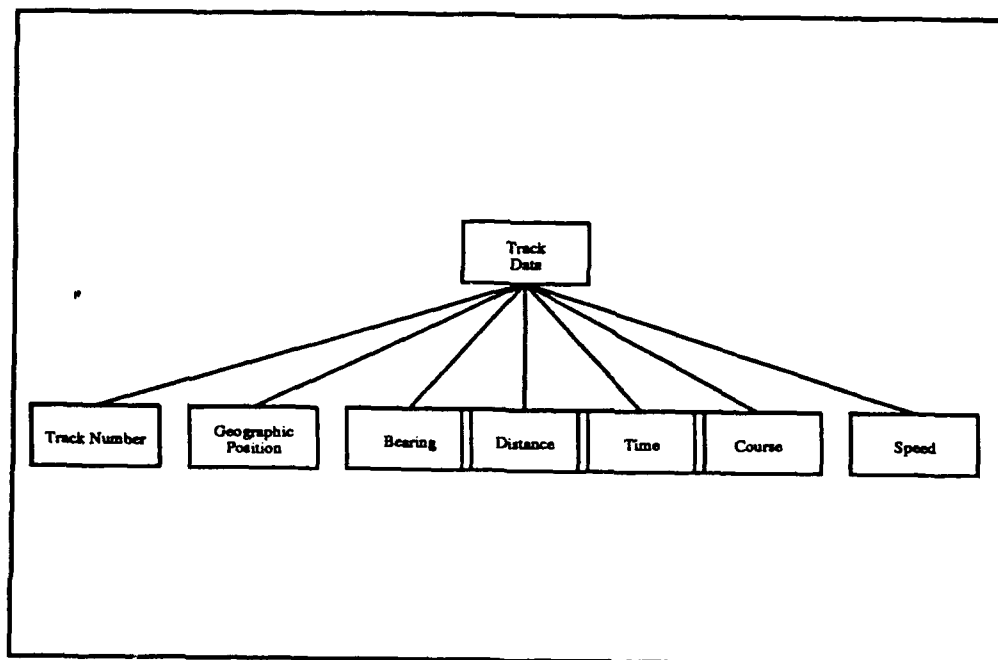 Track
Data
Track Number
Geographic
Position
Bearing
Distance
Time
Course
Speed